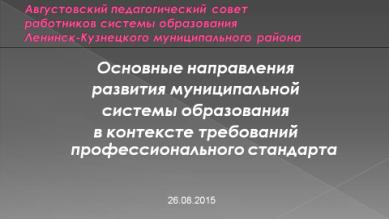 Августовский педагогический совет
работников системы образования
Ленинск-Кузнецкого муниципального района
Основные направления
развития муниципальной
системы образования
в контексте требований
профессионального стандарта
26.08.2015